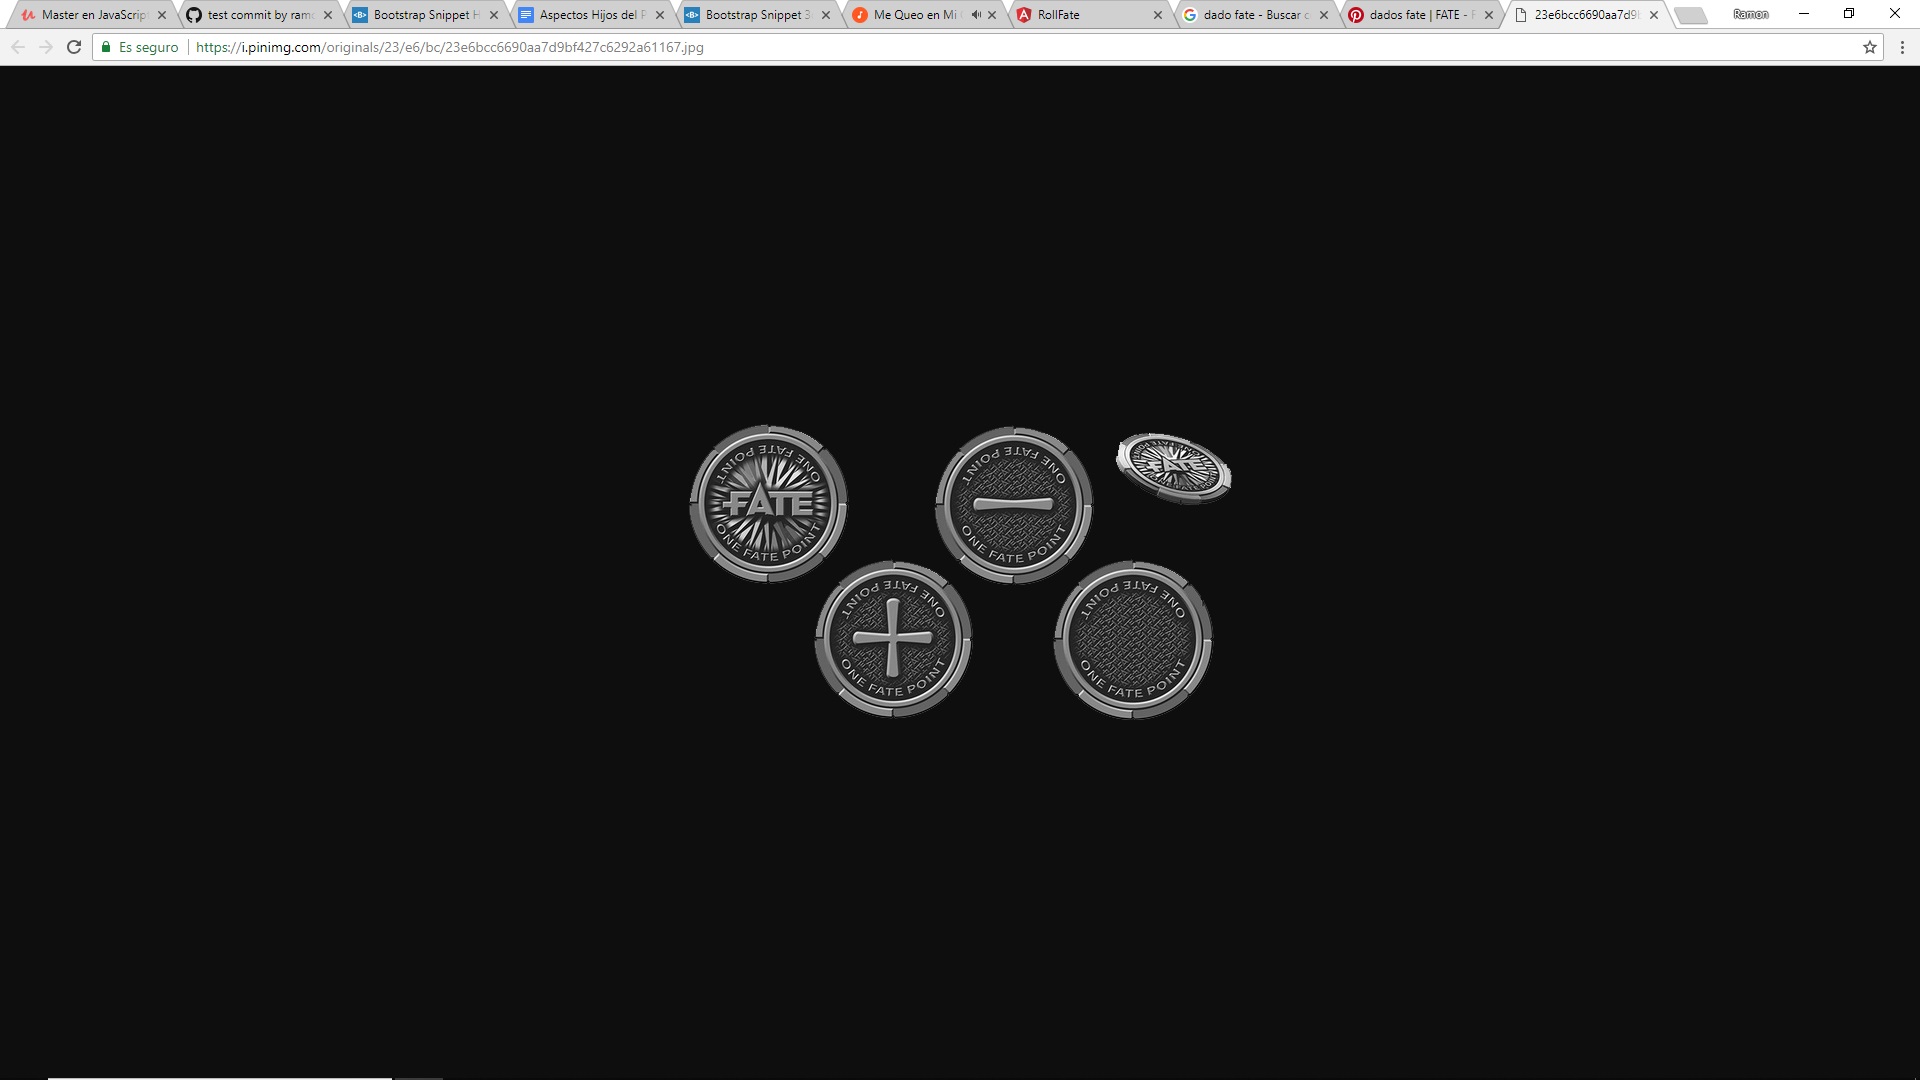 Master en JavaScript
test commit by ramo
Bootstrap Snippet H
Aspectos Hijos del P
Bootstrap Snippet 3
Me Queo en Mi
RollFate
dado fate - Buscar c
dados fate | FATE - F
23e6bcc6690aa7d9b
Ramon
Es seguro
https://i.pinimg.com/originals/23/e6/bc/23e6bcc6690aa7d9bf427c6292a61167.jpg
ONE FATE POINT
FATE
ONE FATE POINT
ONE FATE POINT
ONE FATE POINT
FATE
ONE FATE POINT
ONE FATE POINT
ONE FATE POINT
ONE FATE POINT